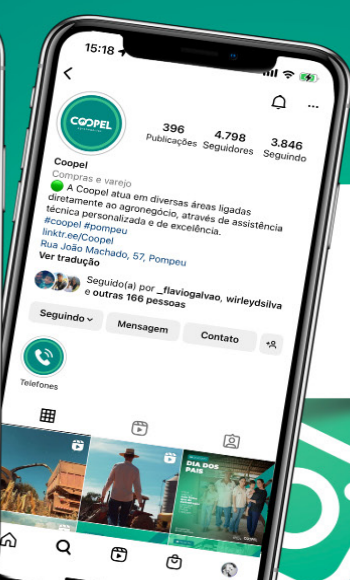 15:18
COOPEL
396
Publicações
4.798
Seguidores
3.846
Seguindo
Coopel
Compras e varejo
A Coopel atua em diversas áreas ligadas
diretamente ao agronegócio, através de assistência
técnica personalizada e de excelência.
#coopel #pompeu
linktr.ee/Coopel
Rua João Machado, 57, Pompeu
Ver tradução
Seguido(a) por _flaviogalvao, wirleydsilva
e outras 166 pessoas
Seguindo
Mensagem
Contato
Telefones
DIA DOS
PAIS